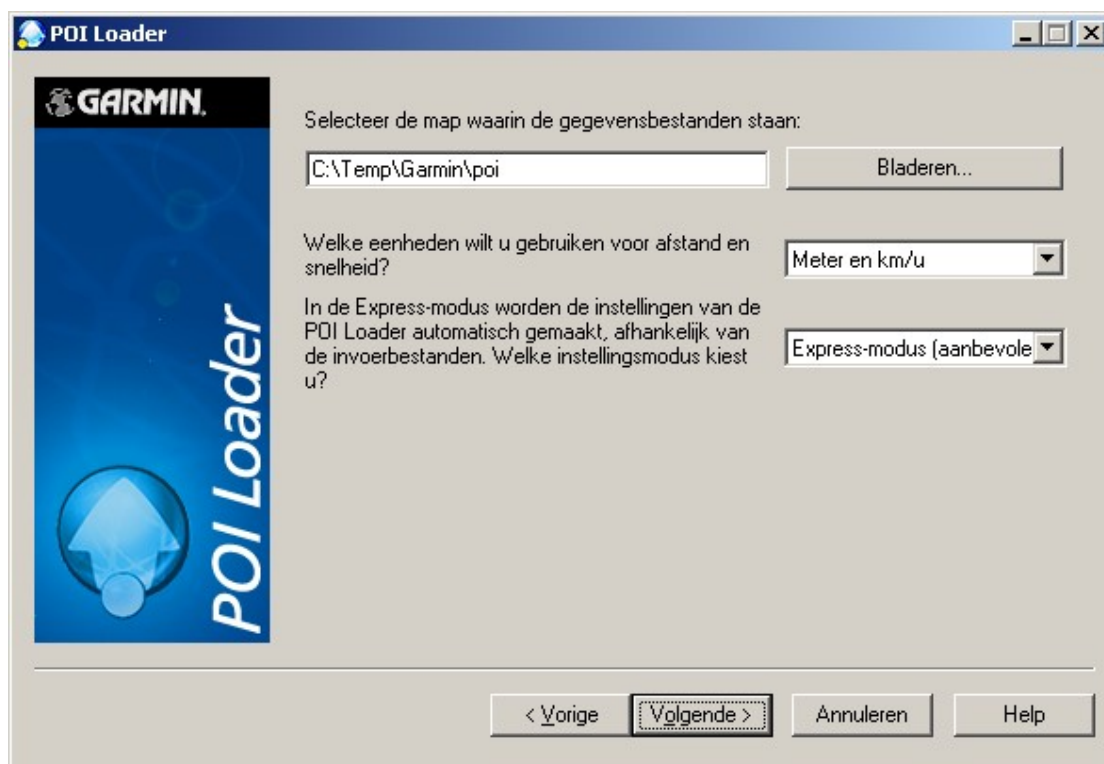 POI Loader
GARMIN.
POI Loader
Selecteer de map waarin de gegevensbestanden staan:
C:\Temp\Garmin\poi
Bladeren...
Welke eenheden wilt u gebruiken voor afstand en
snelheid?
Meter en km/u
In de Express-modus worden de instellingen van de
POI Loader automatisch gemaakt, afhankelijk van
de invoerbestanden. Welke instellingsmodus kiest
u?
Express-modus (aanbevole
< Vorige
Volgende >
Annuleren
Help